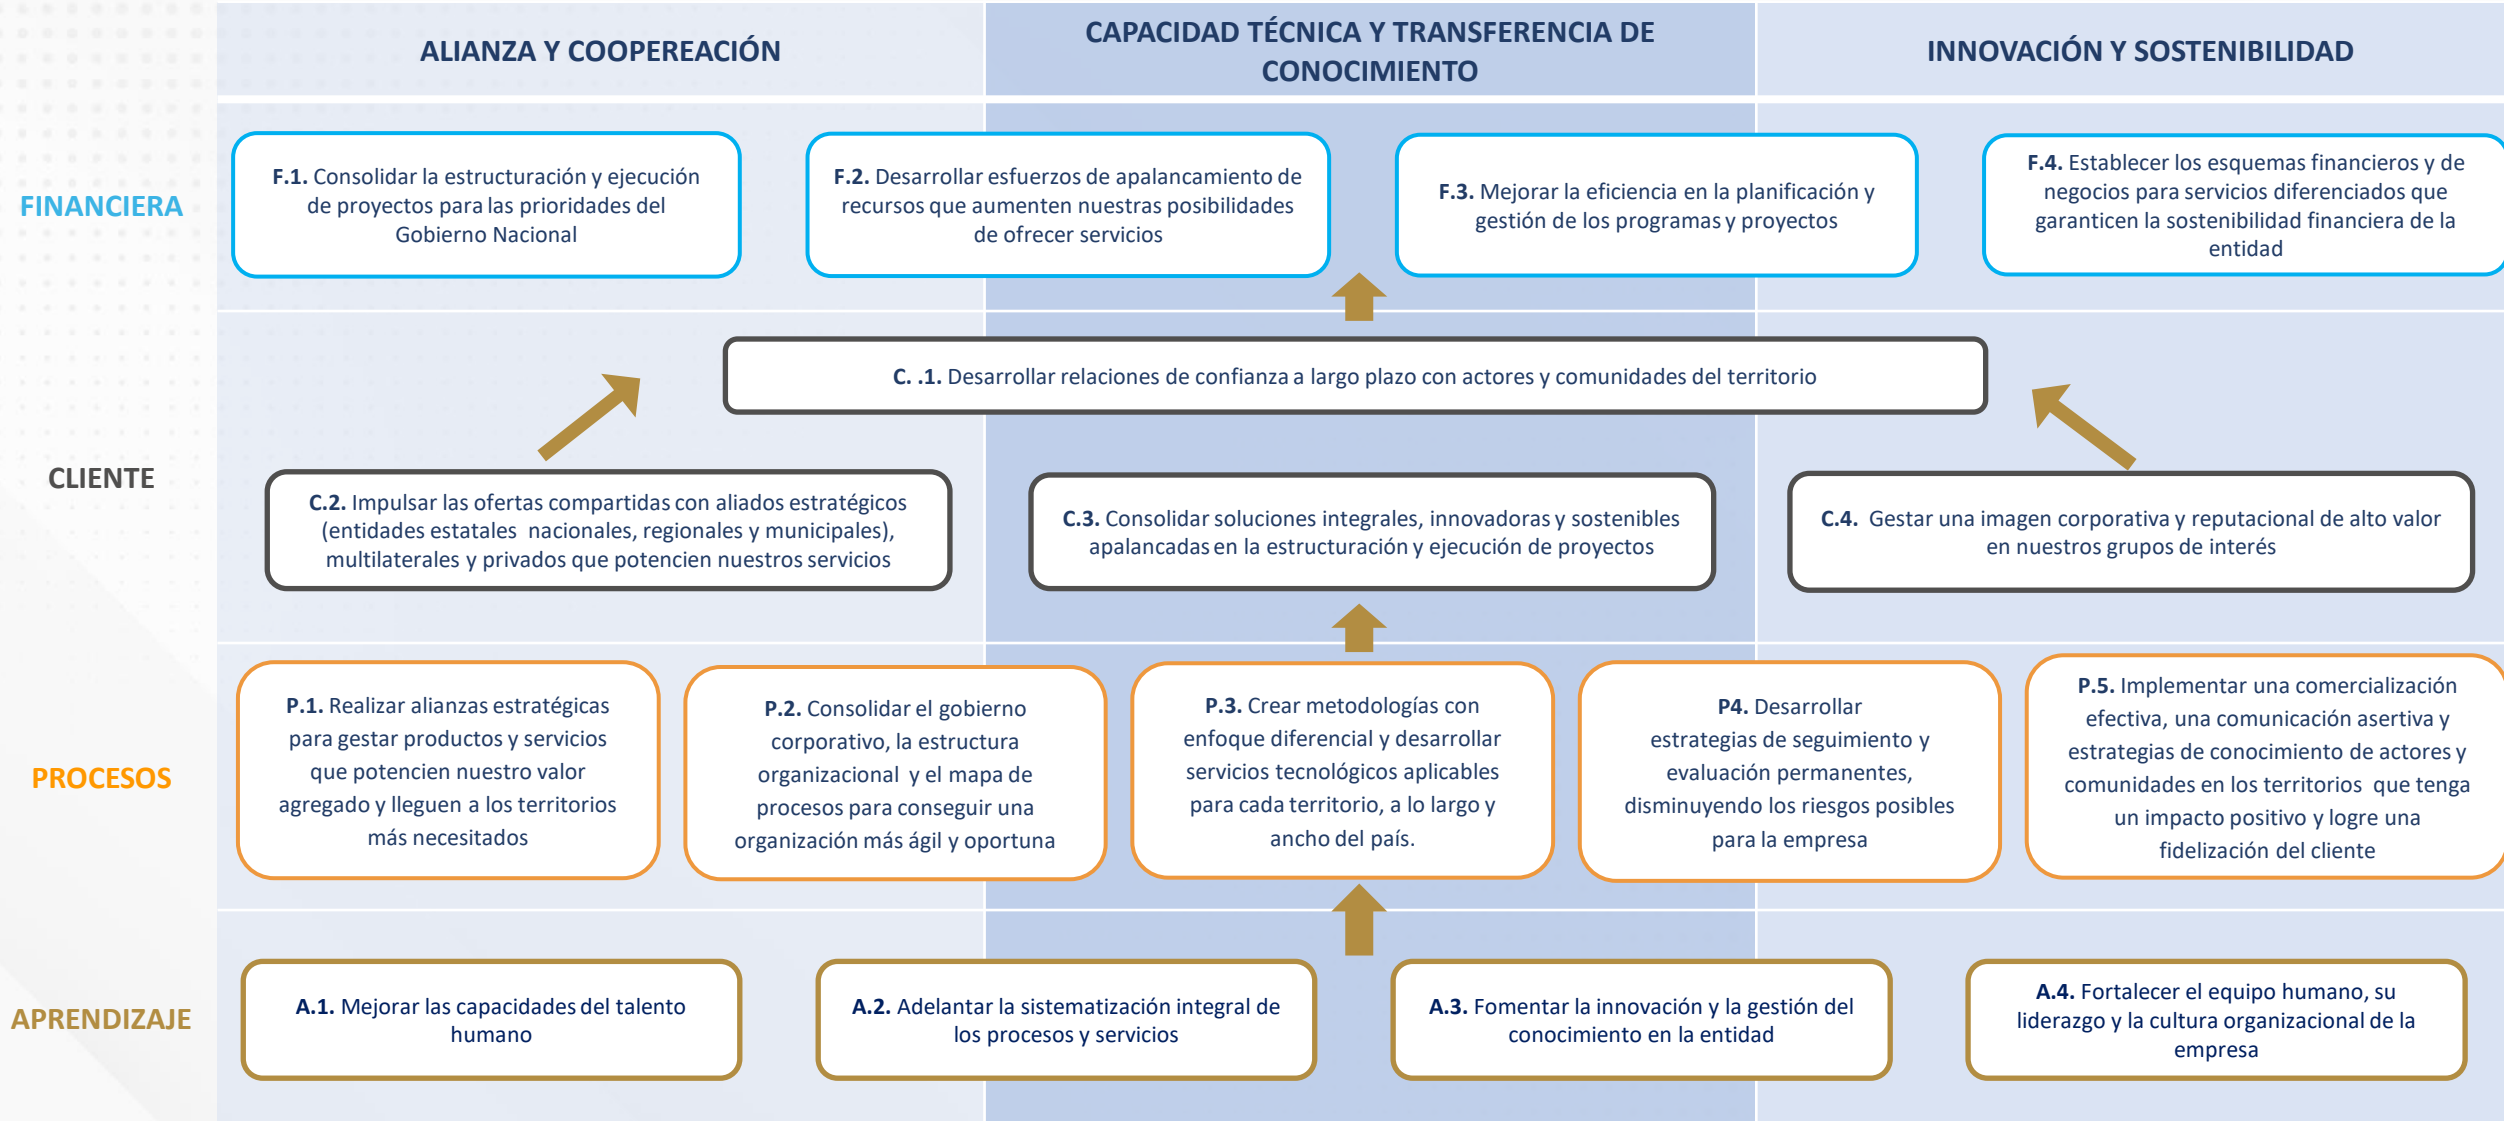 ALIANZA Y COOPEREACIÓN
CAPACIDAD TÉCNICA Y TRANSFERENCIA DE
CONOCIMIENTO
INNOVACIÓN Y SOSTENIBILIDAD
FINANCIERA
F.1. Consolidar la estructuración y ejecución
de proyectos para las prioridades del
Gobierno Nacional
F.2. Desarrollar esfuerzos de apalancamiento de
recursos que aumenten nuestras posibilidades
de ofrecer servicios
F.3. Mejorar la eficiencia en la planificación y
gestión de los programas y proyectos
F.4. Establecer los esquemas financieros y de
negocios para servicios diferenciados que
garanticen la sostenibilidad financiera de la
entidad
CLIENTE
C. .1. Desarrollar relaciones de confianza a largo plazo con actores y comunidades del territorio
C.2. Impulsar las ofertas compartidas con aliados estratégicos
(entidades estatales nacionales, regionales y municipales),
multilaterales y privados que potencien nuestros servicios
C.3. Consolidar soluciones integrales, innovadoras y sostenibles
apalancadas en la estructuración y ejecución de proyectos
C.4. Gestar una imagen corporativa y reputacional de alto valor
en nuestros grupos de interés
PROCESOS
P.1. Realizar alianzas estratégicas
para gestar productos y servicios
que potencien nuestro valor
agregado y lleguen a los territorios
más necesitados
P.2. Consolidar el gobierno
corporativo, la estructura
organizacional y el mapa de
procesos para conseguir una
organización más ágil y oportuna
P.3. Crear metodologías con
enfoque diferencial y desarrollar
servicios tecnológicos aplicables
para cada territorio, a lo largo y
ancho del país.
P4. Desarrollar
estrategias de seguimiento y
evaluación permanentes,
disminuyendo los riesgos posibles
para la empresa
P.5. Implementar una comercialización
efectiva, una comunicación asertiva y
estrategias de conocimiento de actores y
comunidades en los territorios que tenga
un impacto positivo y logre una
fidelización del cliente
APRENDIZAJE
A.1. Mejorar las capacidades del talento
humano
A.2. Adelantar la sistematización integral de
los procesos y servicios
A.3. Fomentar la innovación y la gestión del
conocimiento en la entidad
A.4. Fortalecer el equipo humano, su
liderazgo y la cultura organizacional de la
empresa